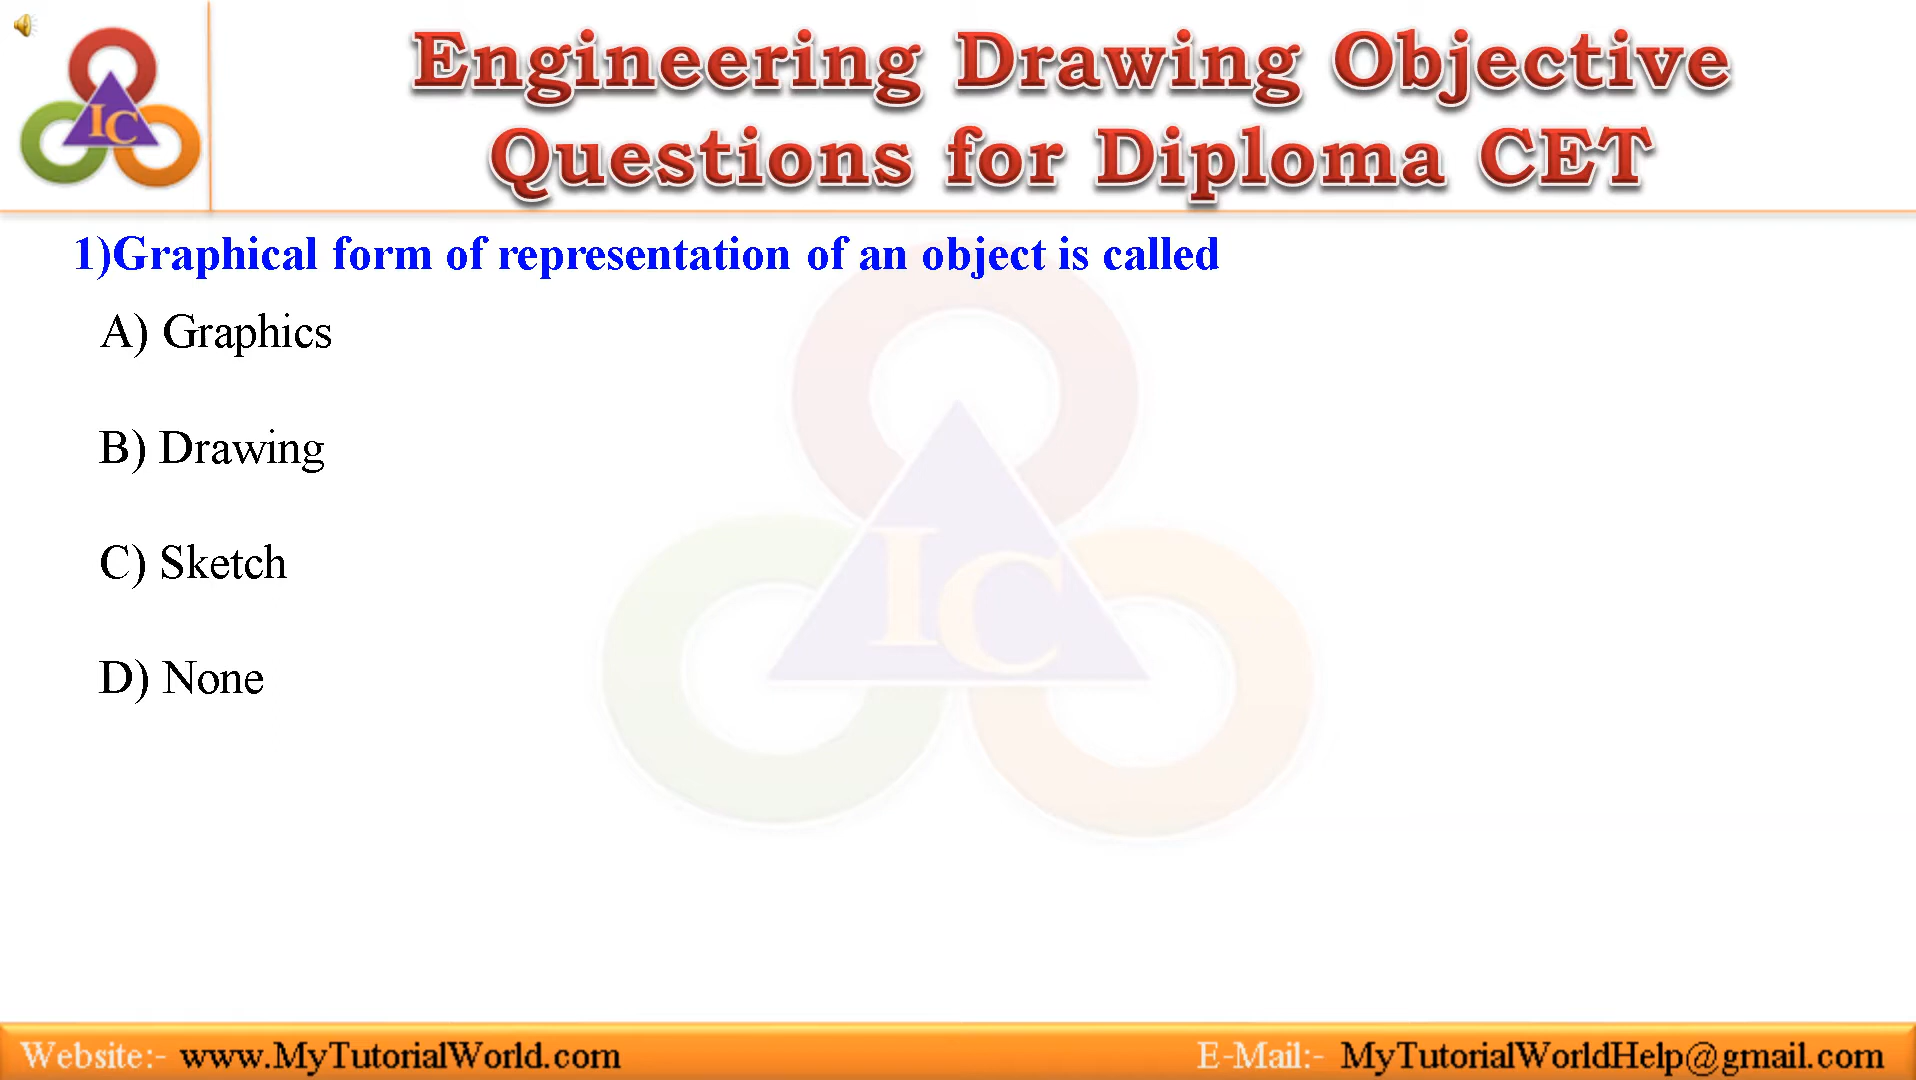 IC
Engineering Drawing Objective
Questions for Diploma CET
1)Graphical form of representation of an object is called
A) Graphics
B) Drawing
C) Sketch
D) None
IC
Website:- www.MyTutorialWorld.com
E-Mail:- MyTutorialWorldHelp@gmail.com